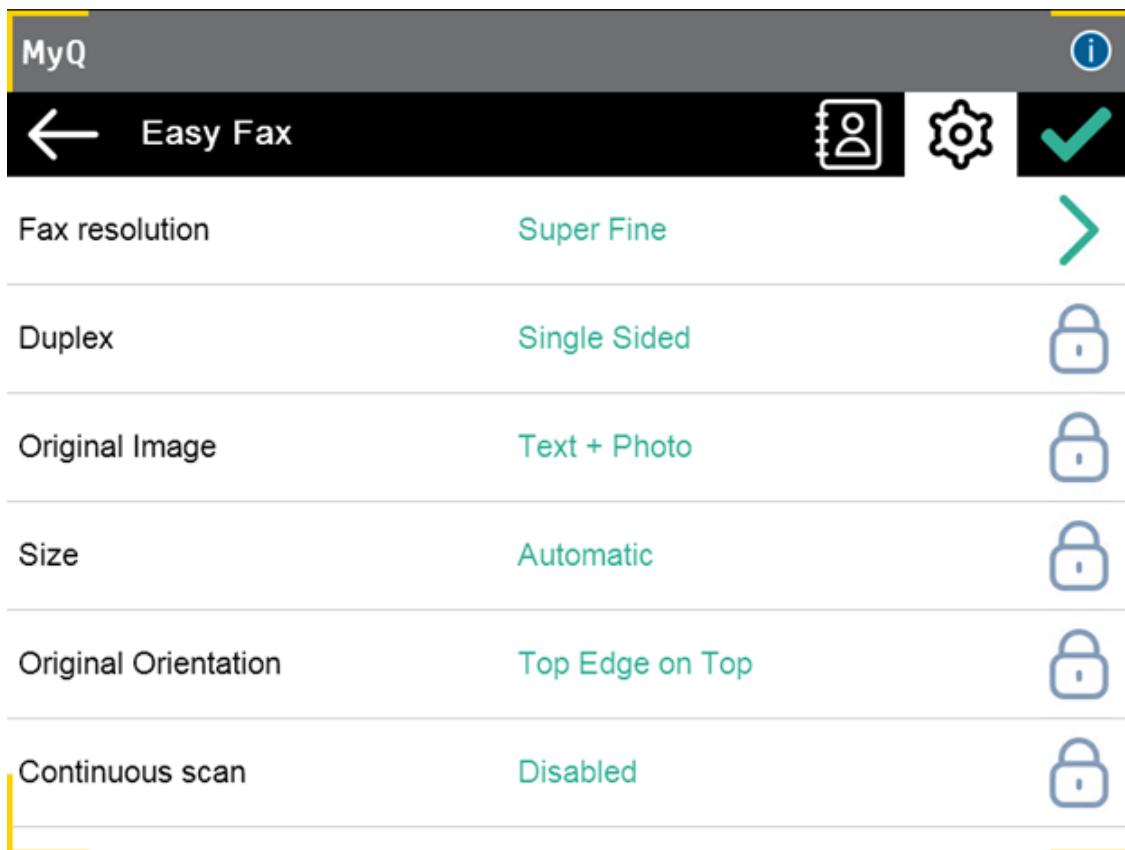 MyQ
i
Easy Fax
Fax resolution Super Fine
Duplex Single Sided
Original Image Text + Photo
Size Automatic
Original Orientation Top Edge on Top
Continuous scan Disabled